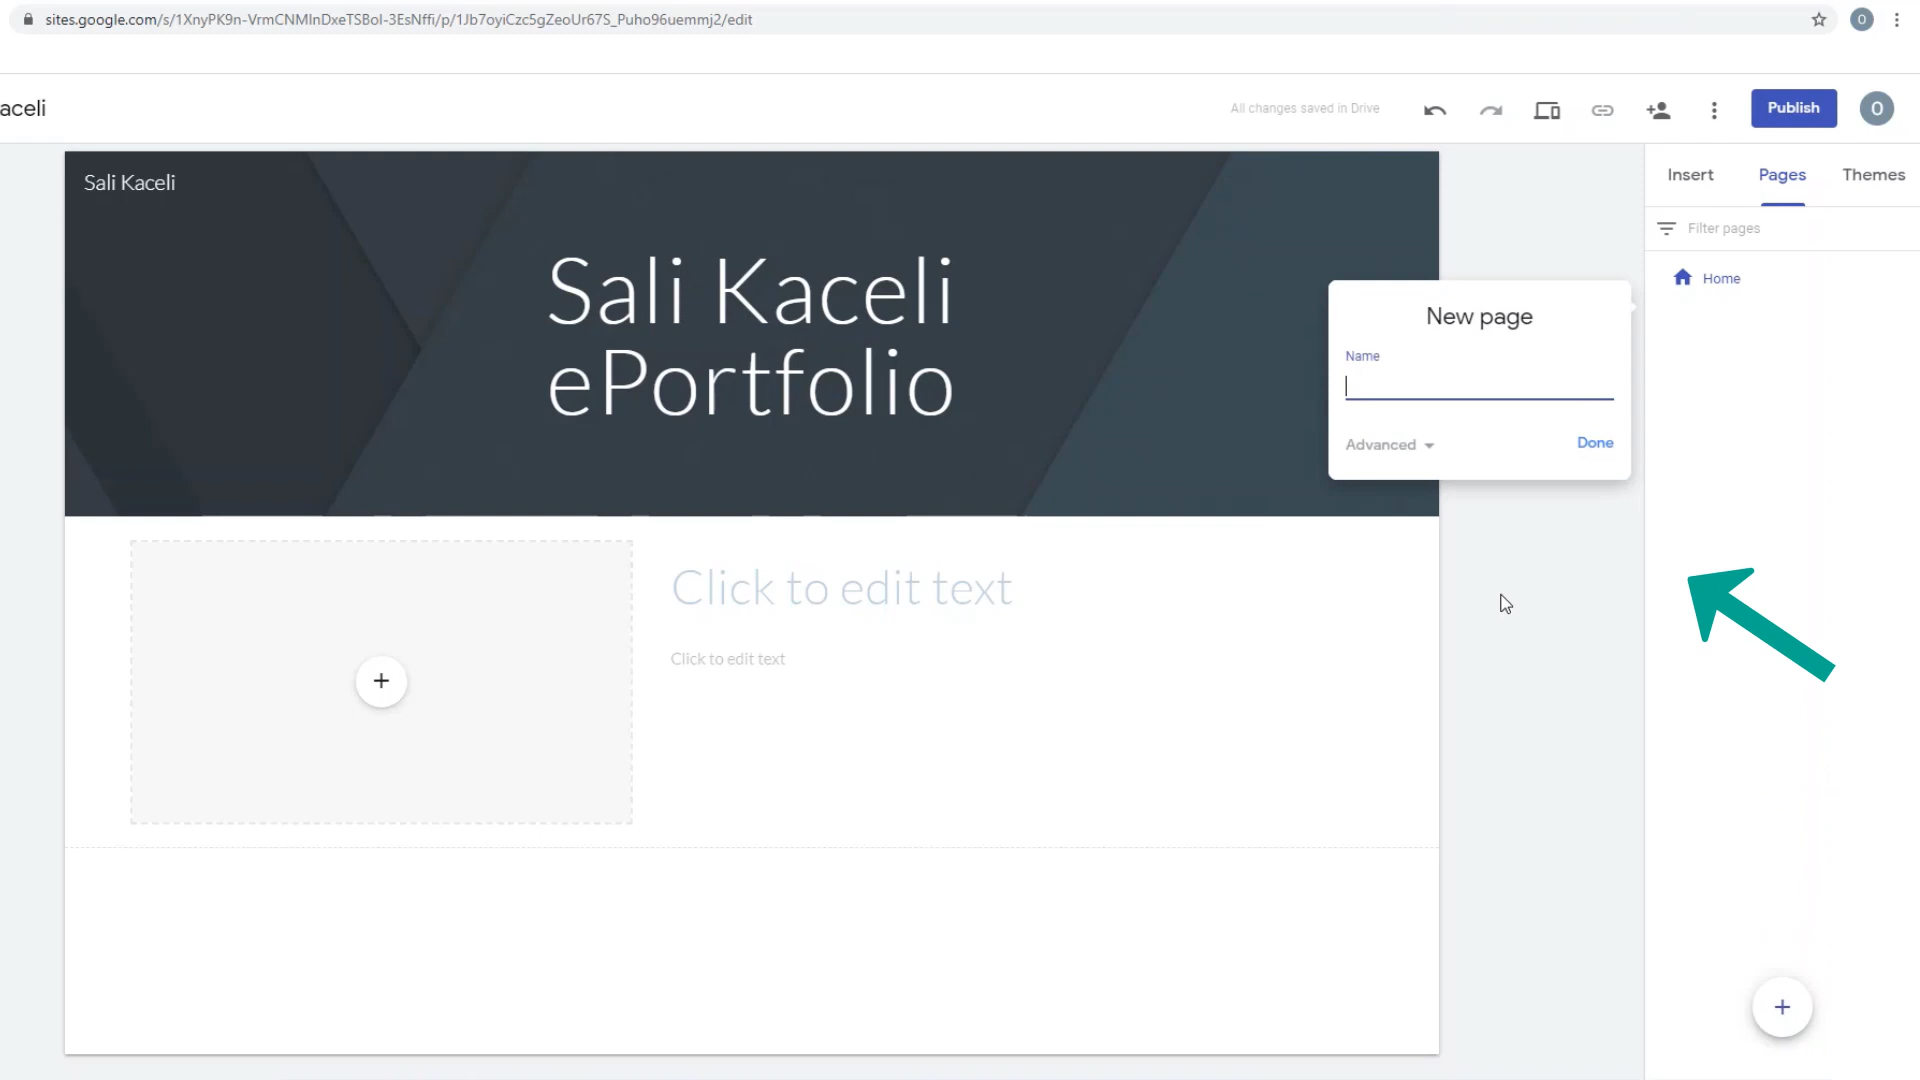 sites.google.com/s/1XnyPK9n-VrmCNMInDxeTSBoI-3EsNffi/p/1Jb7oyiCzc5gZeoUr67S_Puho96uemmj2/edit
O
aceli
All changes saved in Drive
Publish
O
Sali Kaceli
Insert
Pages
Themes
Filter pages
Home
Sali Kaceli
ePortfolio
New page
Name
Advanced
Done
Click to edit text
Click to edit text